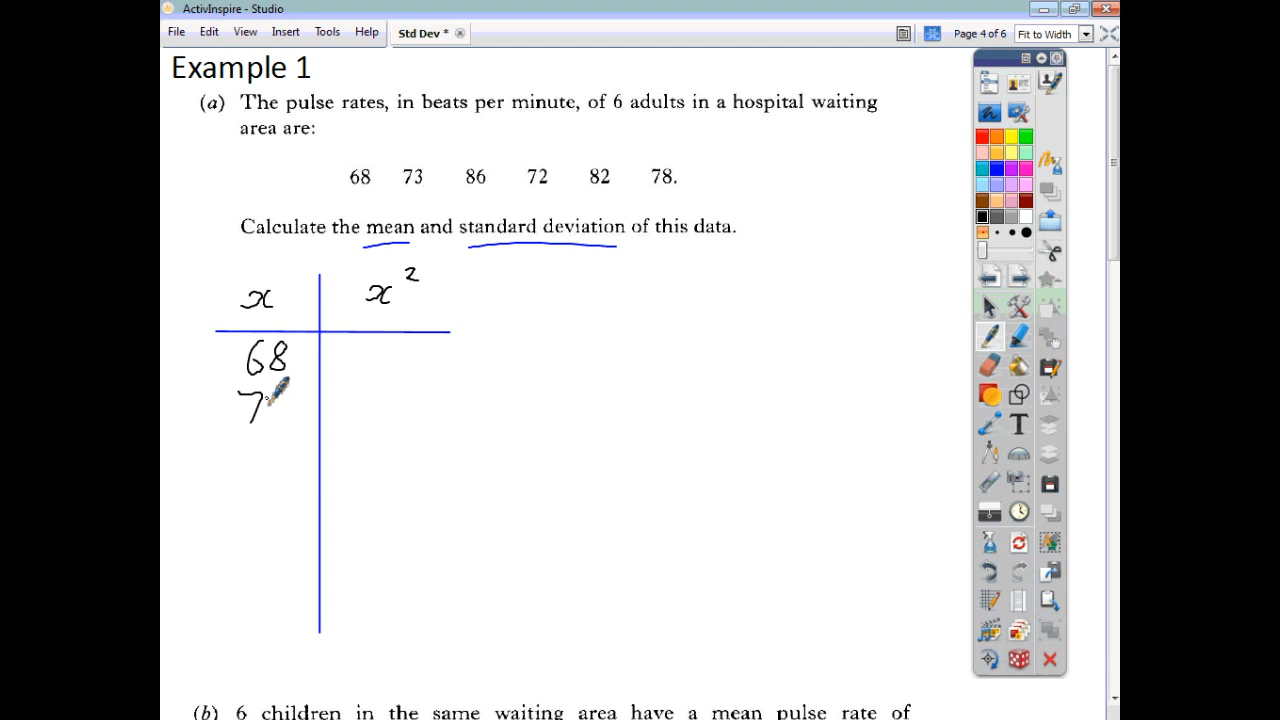 ActivInspire - Studio
File Edit View Insert Tools Help Std Dev * Page 4 of 6 Fit to Width
Example 1
(a) The pulse rates, in beats per minute, of 6 adults in a hospital waiting
area are:
68 73 86 72 82 78.
Calculate the mean and standard deviation of this data.
x x²
68
7
(b) 6 children in the same waiting area have a mean pulse rate of